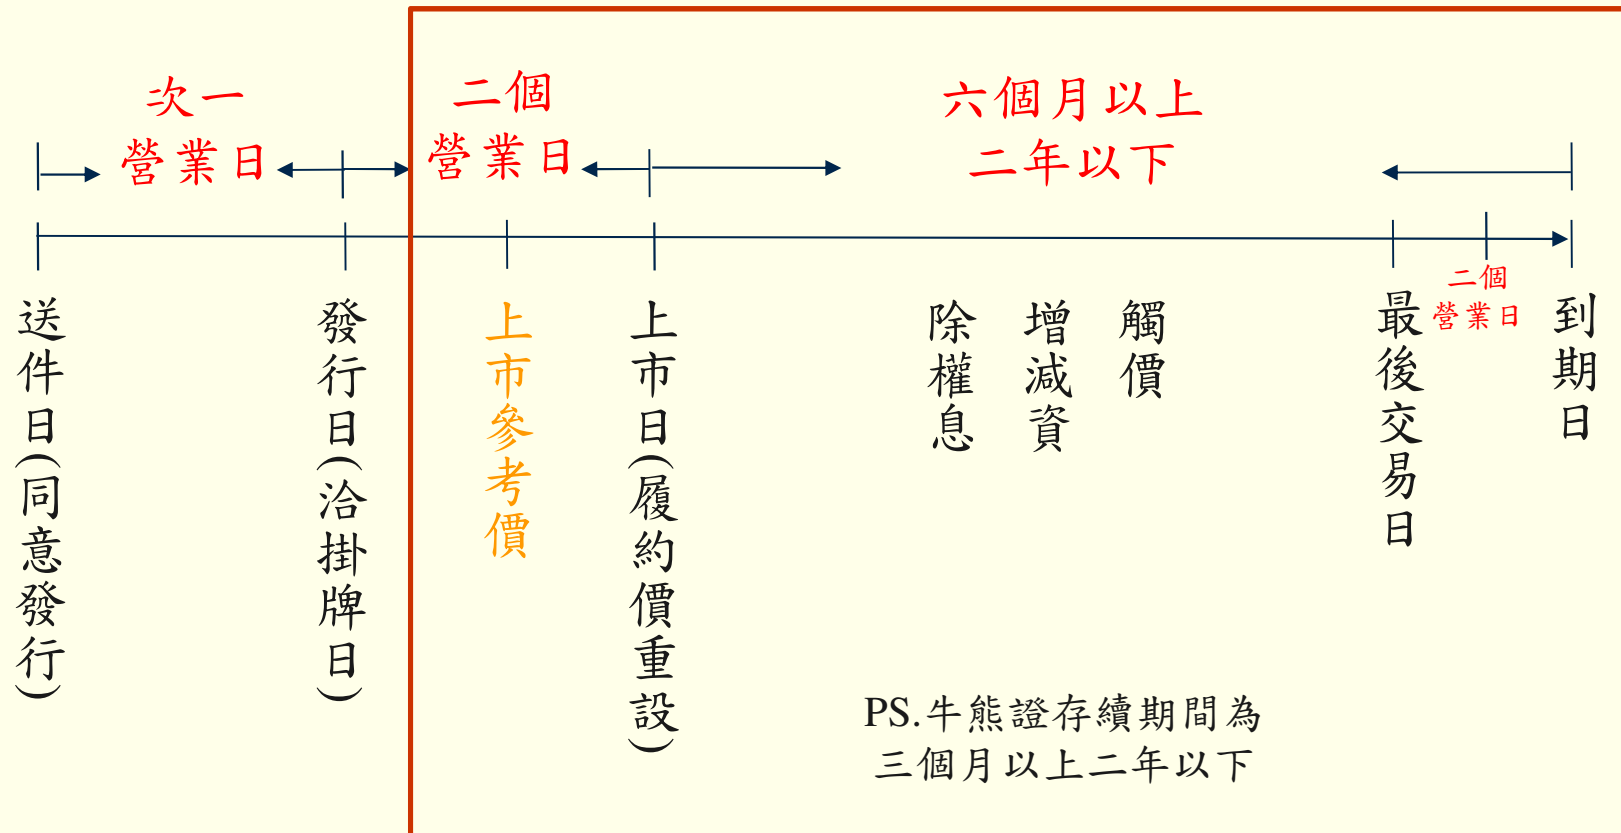 次一
營業日
二個
營業日
六個月以上
二年以下
送件日(同意發行)
發行日(洽掛牌日)
上市參考價
上市日(履約價重設)
除權息
增減資
觸價
最後交易日
二個
營業日
到期日
PS.牛熊證存續期間為
三個月以上二年以下